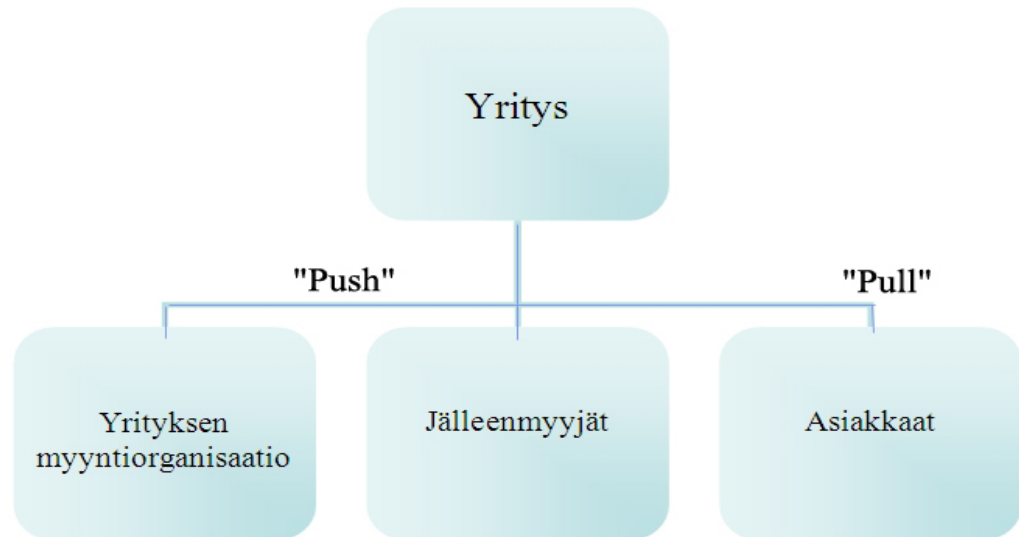 Yritys
"Push"
"Pull"
Yrityksen
myyntiorganisaatio
Jälleenmyyjät
Asiakkaat